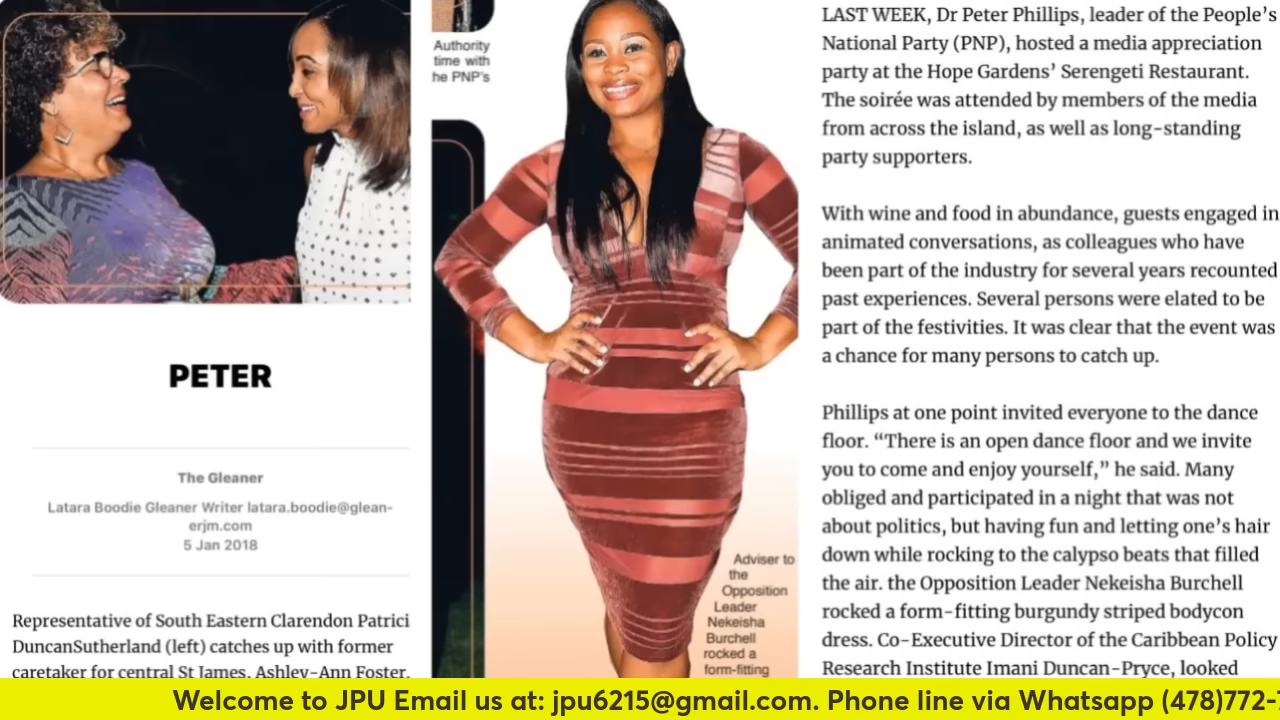 PETER
The Gleaner
Latara Boodie Gleaner Writer latara.boodie@glean-
erjm.com
5 Jan 2018
Representative of South Eastern Clarendon Patrici
DuncanSutherland (left) catches up with former
caretaker for central St James, Ashley-Ann Foster.
Authority
time with
he PNP's
Adviser to
the
Opposition
Leader
Nekeisha
Burchell
rocked a
form-fitting
LAST WEEK, Dr Peter Phillips, leader of the People's
National Party (PNP), hosted a media appreciation
party at the Hope Gardens' Serengeti Restaurant.
The soirée was attended by members of the media
from across the island, as well as long-standing
party supporters.
With wine and food in abundance, guests engaged in
animated conversations, as colleagues who have
been part of the industry for several years recounted
past experiences. Several persons were elated to be
part of the festivities. It was clear that the event was
a chance for many persons to catch up.
Phillips at one point invited everyone to the dance
floor. “There is an open dance floor and we invite
you to come and enjoy yourself,” he said. Many
obliged and participated in a night that was not
about politics, but having fun and letting one's hair
down while rocking to the calypso beats that filled
the air. the Opposition Leader Nekeisha Burchell
rocked a form-fitting burgundy striped bodycon
dress. Co-Executive Director of the Caribbean Policy
Research Institute Imani Duncan-Pryce, looked
Welcome to JPU Email us at: jpu6215@gmail.com. Phone line via Whatsapp (478)772-